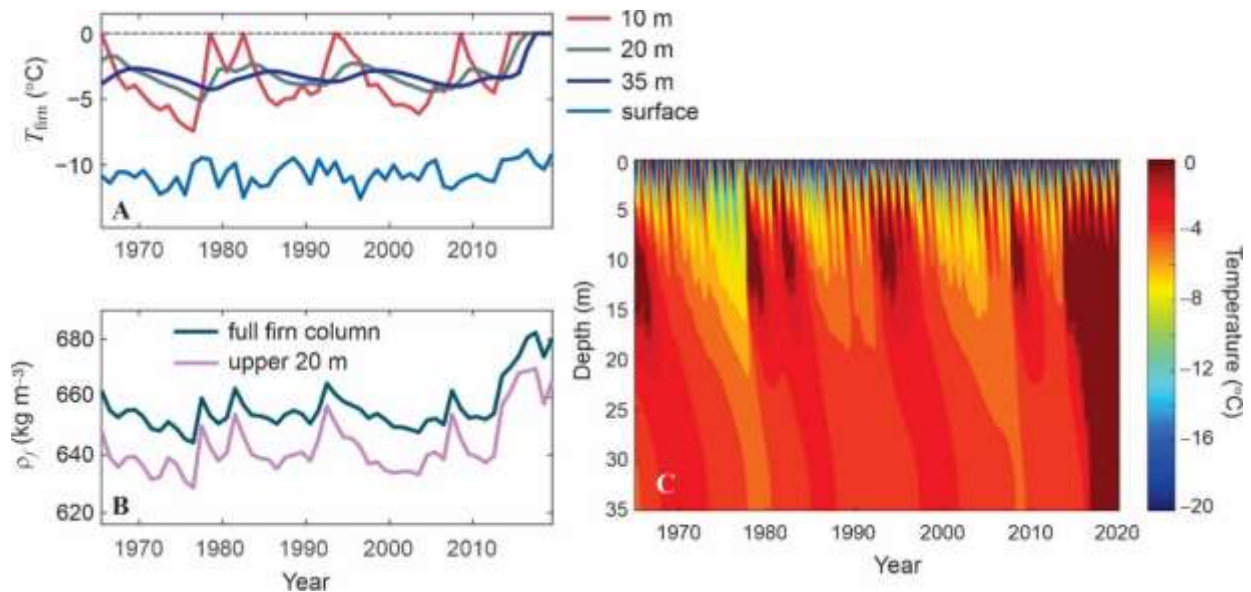 10 m
20 m
35 m
surface
T firn (°C)
0
−5
−10
A
1970 1980 1990 2000 2010
full firn column
upper 20 m
ρf (kg m−3)
680
660
640
620
B
1970 1980 1990 2000 2010
Year
Depth (m)
0
5
10
15
20
25
30
35
C
1970 1980 1990 2000 2010 2020
Year
0
−4
−8
−12
−16
−20
Temperature (°C)